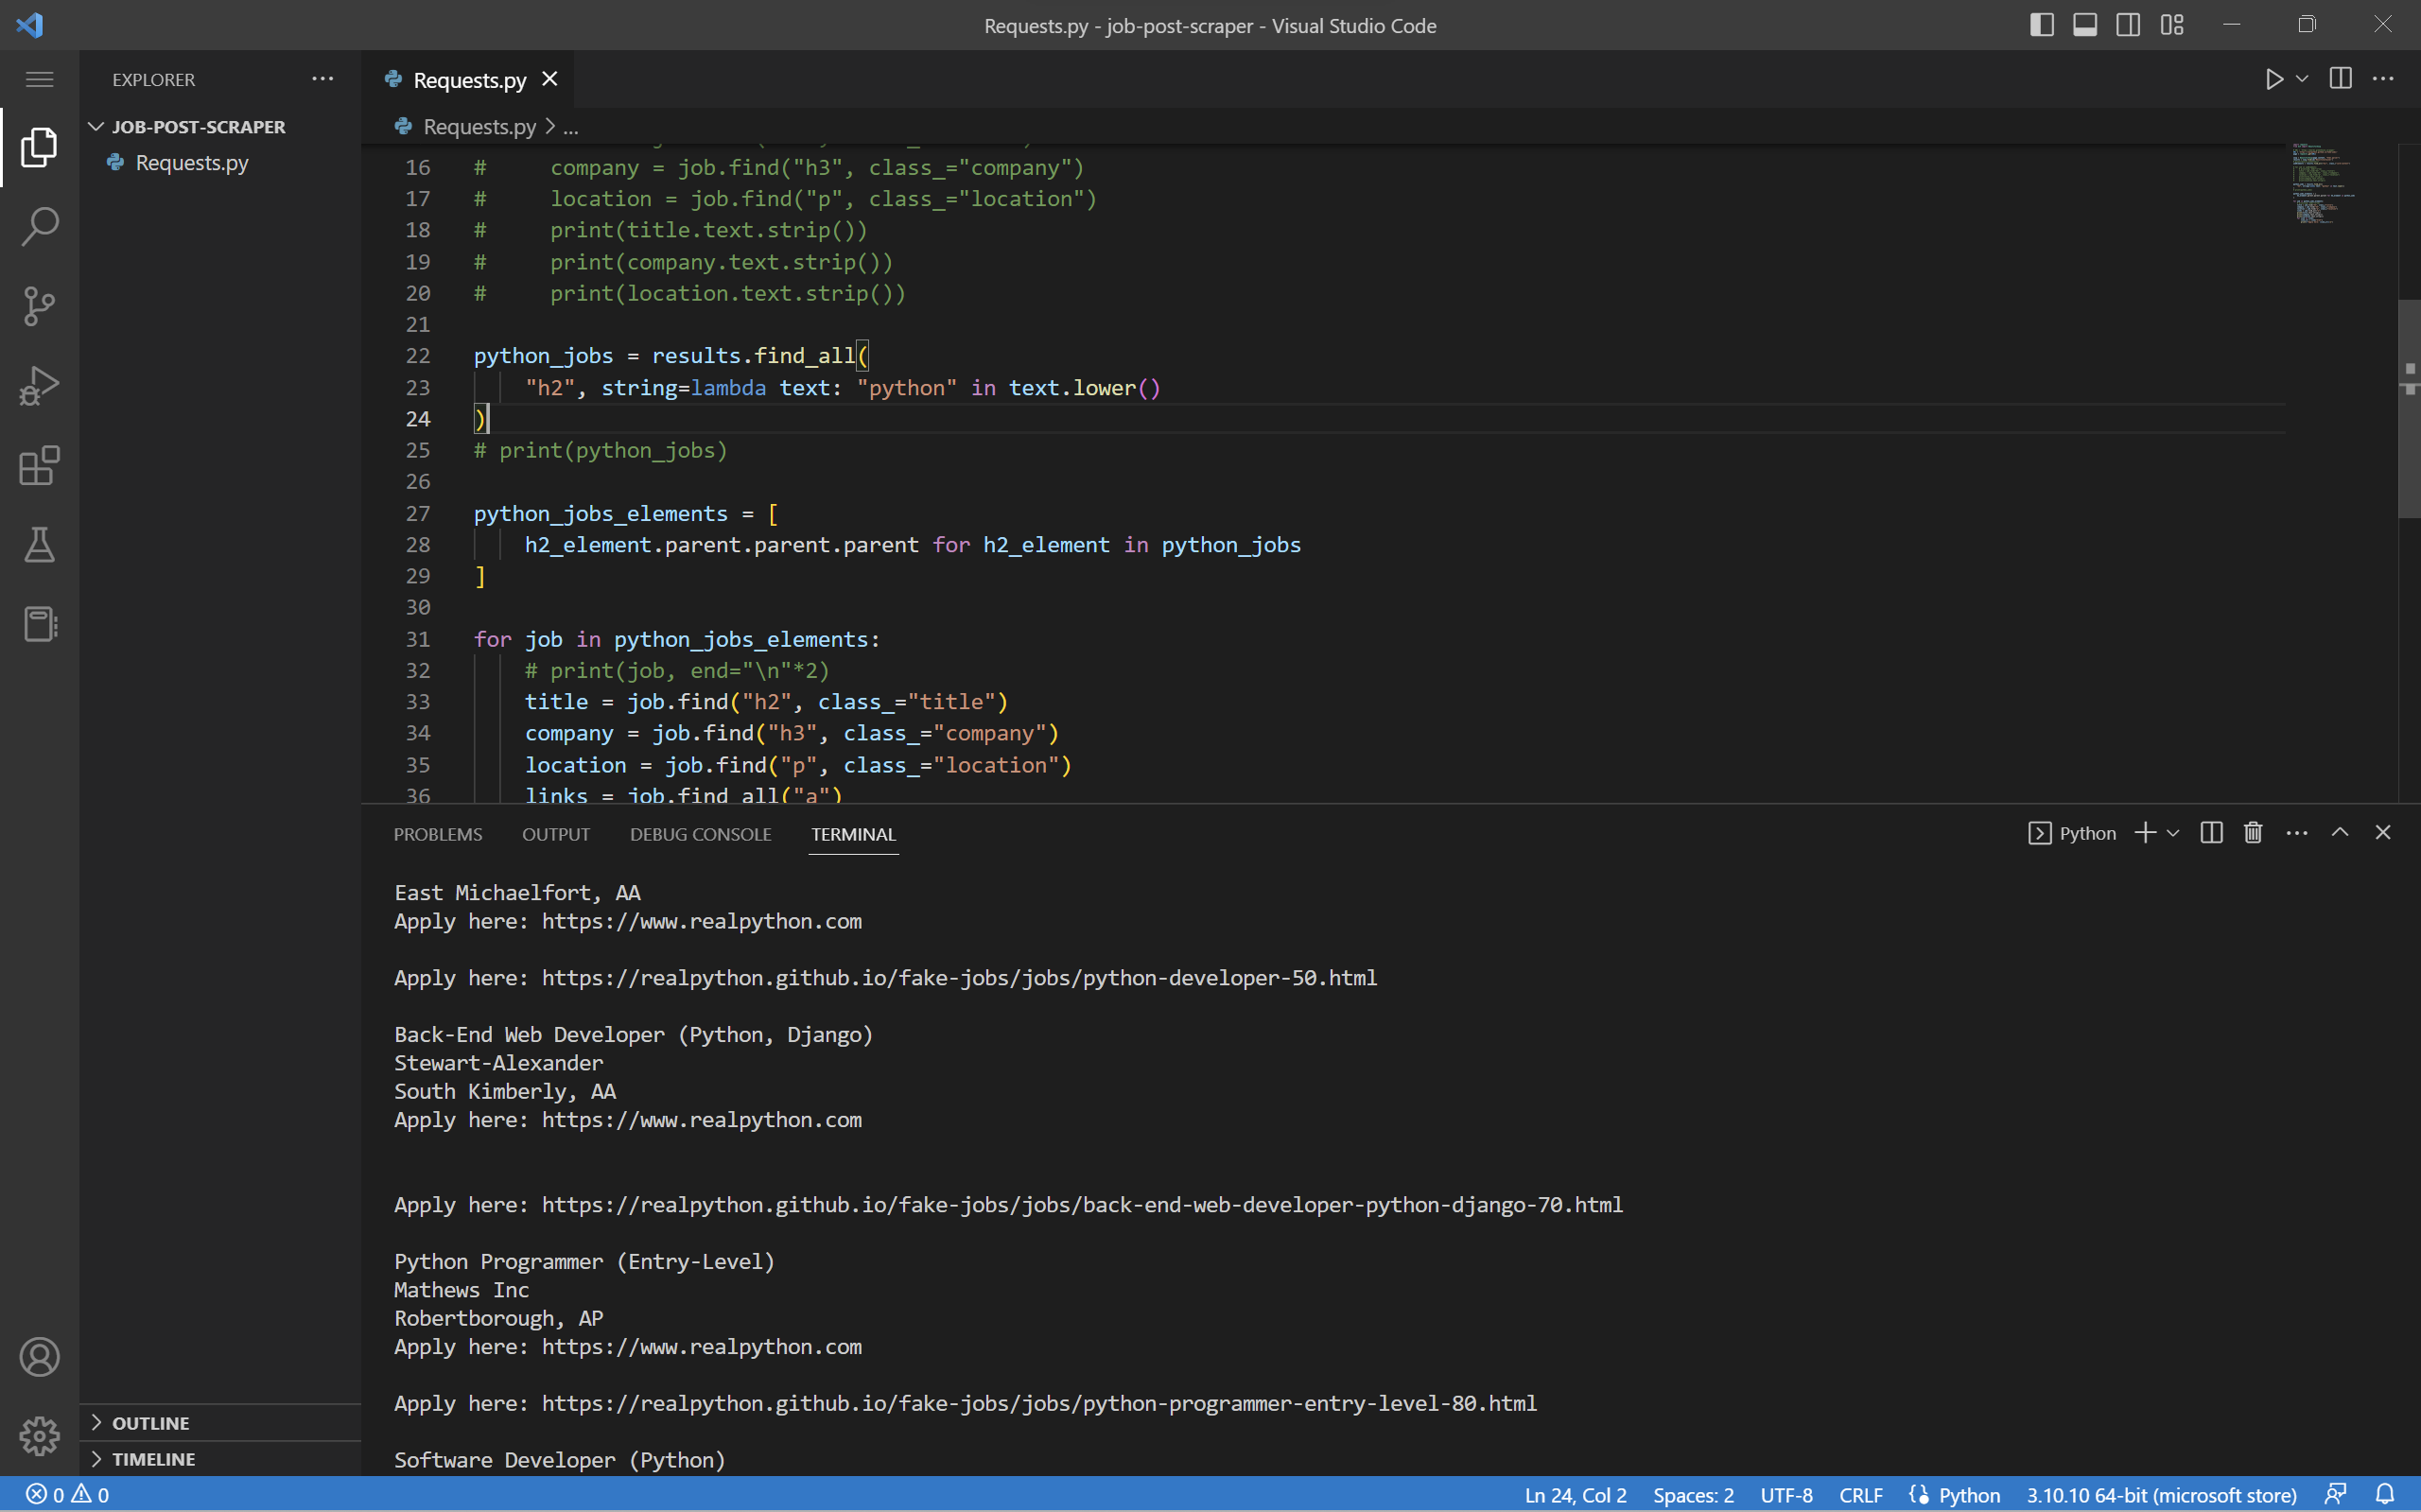 Requests.py - job-post-scraper - Visual Studio Code
EXPLORER
JOB-POST-SCRAPER
Requests.py
Requests.py
Requests.py > ...
16 #     company = job.find("h3", class_="company")
17 #     location = job.find("p", class_="location")
18 #     print(title.text.strip())
19 #     print(company.text.strip())
20 #     print(location.text.strip())
21
22 python_jobs = results.find_all(
23     "h2", string=lambda text: "python" in text.lower()
24 )
25 # print(python_jobs)
26
27 python_jobs_elements = [
28     h2_element.parent.parent.parent for h2_element in python_jobs
29 ]
30
31 for job in python_jobs_elements:
32     # print(job, end="\n"*2)
33     title = job.find("h2", class_="title")
34     company = job.find("h3", class_="company")
35     location = job.find("p", class_="location")
36     links = job.find_all("a")
PROBLEMS OUTPUT DEBUG CONSOLE TERMINAL
Python
East Michaelfort, AA
Apply here: https://www.realpython.com
Apply here: https://realpython.github.io/fake-jobs/jobs/python-developer-50.html
Back-End Web Developer (Python, Django)
Stewart-Alexander
South Kimberly, AA
Apply here: https://www.realpython.com
Apply here: https://realpython.github.io/fake-jobs/jobs/back-end-web-developer-python-django-70.html
Python Programmer (Entry-Level)
Mathews Inc
Robertborough, AP
Apply here: https://www.realpython.com
Apply here: https://realpython.github.io/fake-jobs/jobs/python-programmer-entry-level-80.html
Software Developer (Python)
OUTLINE
TIMELINE
0 0 Ln 24, Col 2 Spaces: 2 UTF-8 CRLF Python 3.10.10 64-bit (microsoft store)